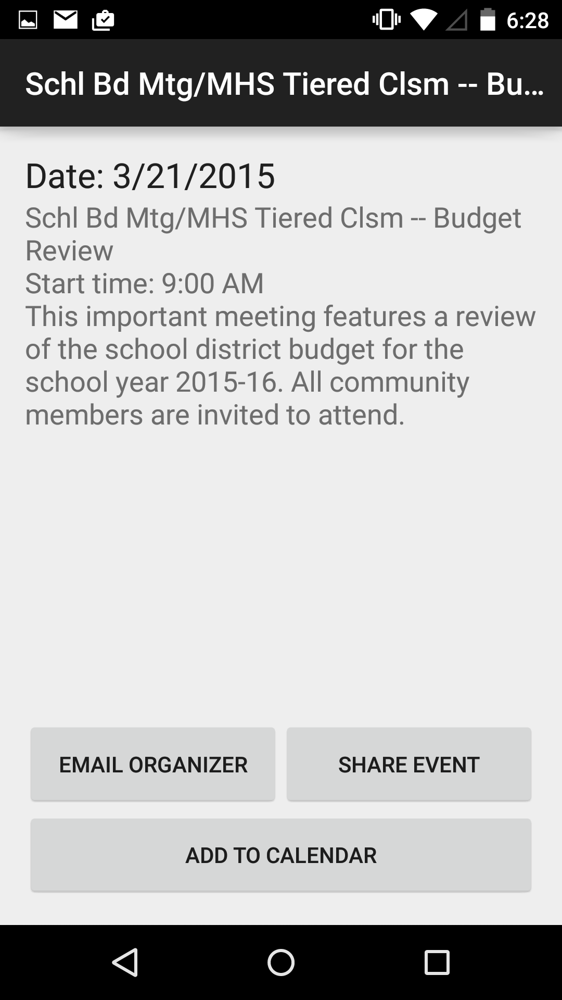 6:28
Schl Bd Mtg/MHS Tiered Clsm -- Bu...
Date: 3/21/2015
Schl Bd Mtg/MHS Tiered Clsm -- Budget
Review
Start time: 9:00 AM
This important meeting features a review
of the school district budget for the
school year 2015-16. All community
members are invited to attend.
EMAIL ORGANIZER
SHARE EVENT
ADD TO CALENDAR